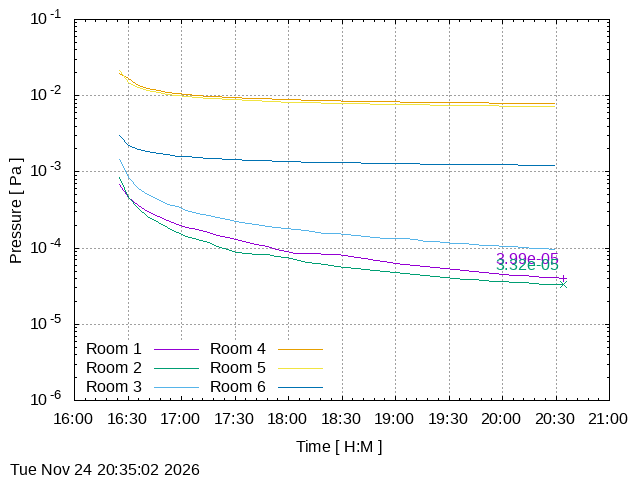 10^-1
10^-2
10^-3
10^-4
10^-5
10^-6
Pressure [ Pa ]
3.99e-05
3.32e-05
Room 1 Room 4
Room 2 Room 5
Room 3 Room 6
16:00 16:30 17:00 17:30 18:00 18:30 19:00 19:30 20:00 20:30 21:00
Time [ H:M ]
Tue Nov 24 20:35:02 2026